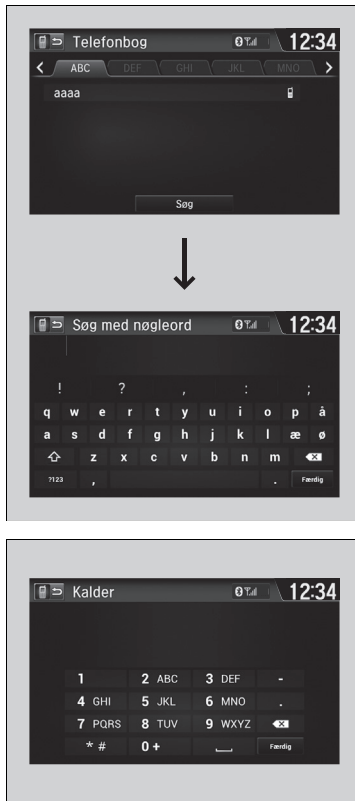 Telefonbog 12:34
ABC DEF GHI JKL MNO
aaaa
Søg
Søg med nøgleord 12:34
! ? , : ;
q w e r t y u i o p å
a s d f g h j k l æ ø
z x c v b n m
?123 , . Færdig
Kalder 12:34
1 2 ABC 3 DEF -
4 GHI 5 JKL 6 MNO .
7 PQRS 8 TUV 9 WXYZ
* # 0 + Færdig